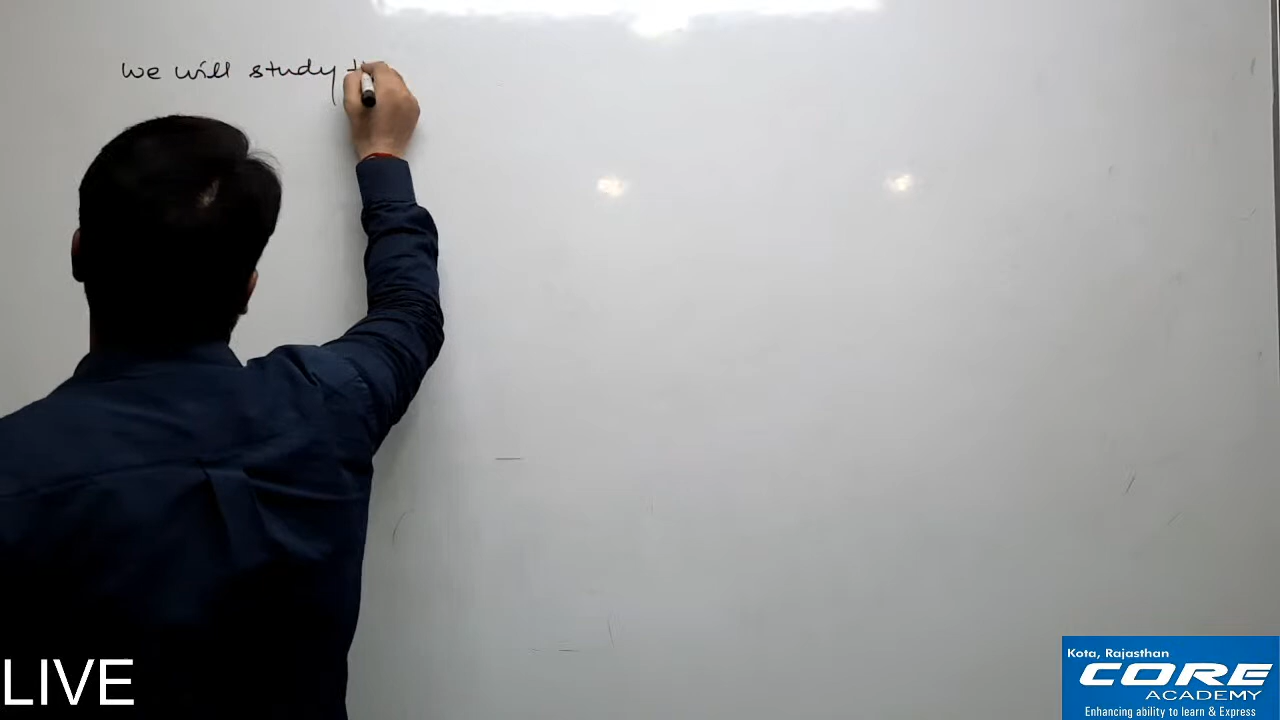 we will study
LIVE
Kota, Rajasthan
CORE
ACADEMY
Enhancing ability to learn & Express